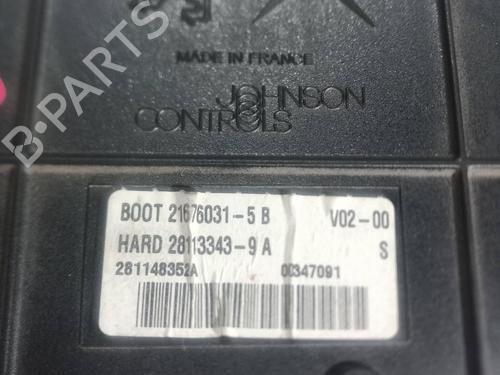 MADE IN FRANCE
JOHNSON
CONTROLS
B-PARTS
BOOT 21676031-5 B V02-00
HARD 28113343-9 A S
281148352A 00347091